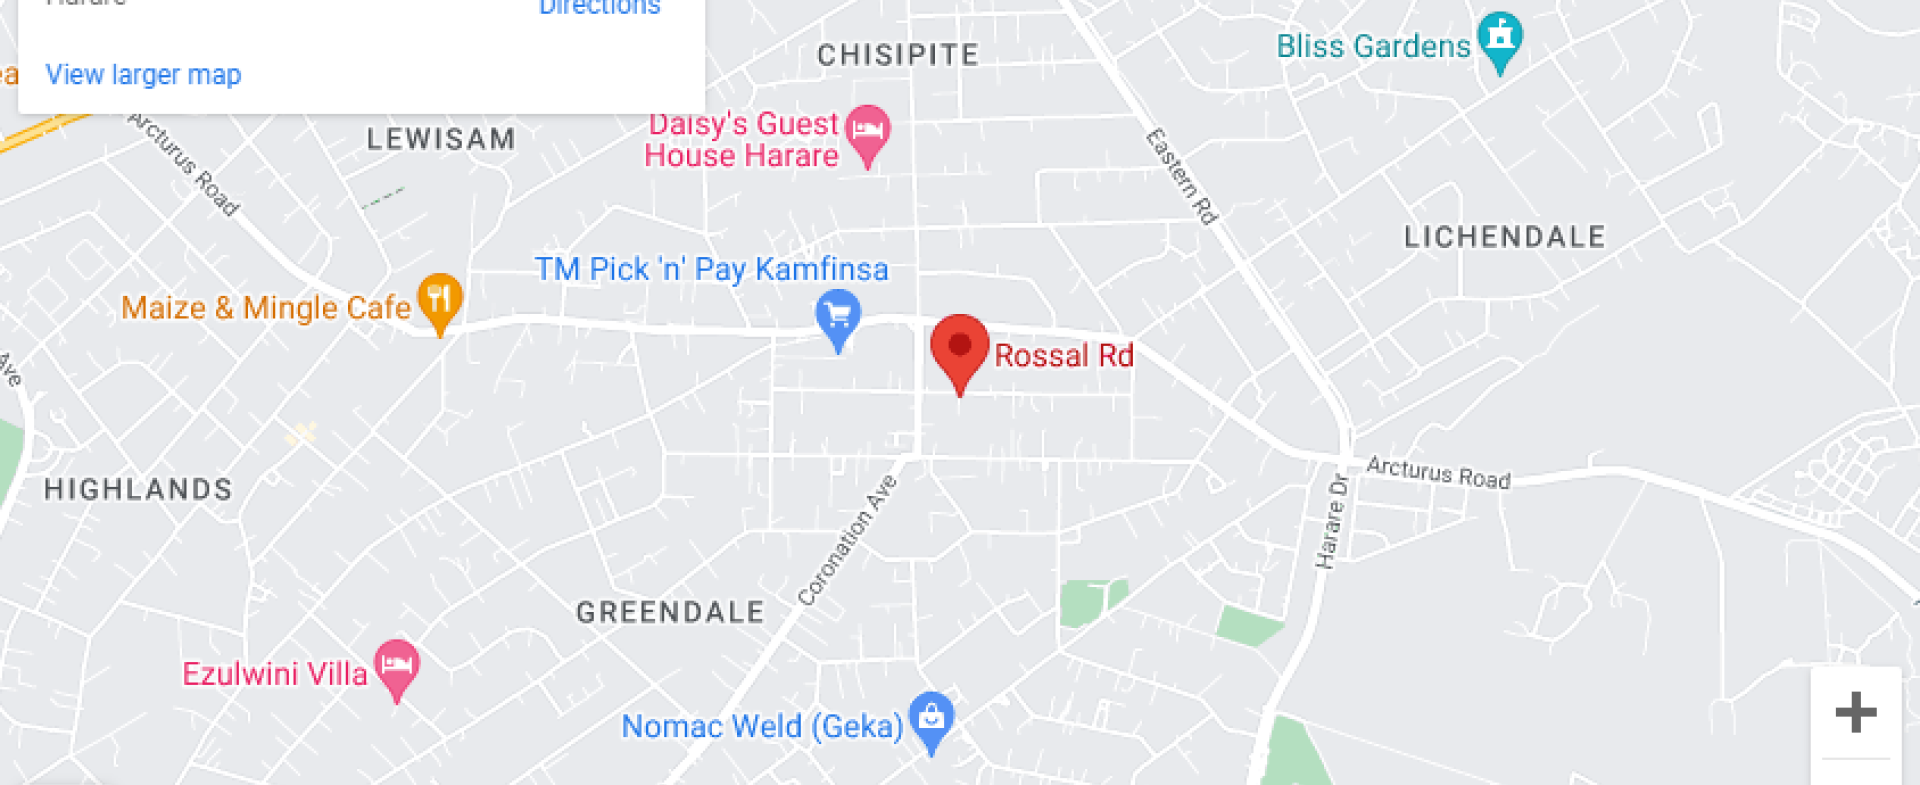 Harare
Directions
View larger map
CHISIPITE
Bliss Gardens
Arcturus Road
LEWISAM
Daisy's Guest
House Harare
Eastern Rd
LICHENDALE
TM Pick 'n' Pay Kamfinsa
Maize & Mingle Cafe
Rossal Rd
Ave
HIGHLANDS
Arcturus Road
Harare Dr
Coronation Ave
GREENDALE
Ezulwini Villa
Nomac Weld (Geka)